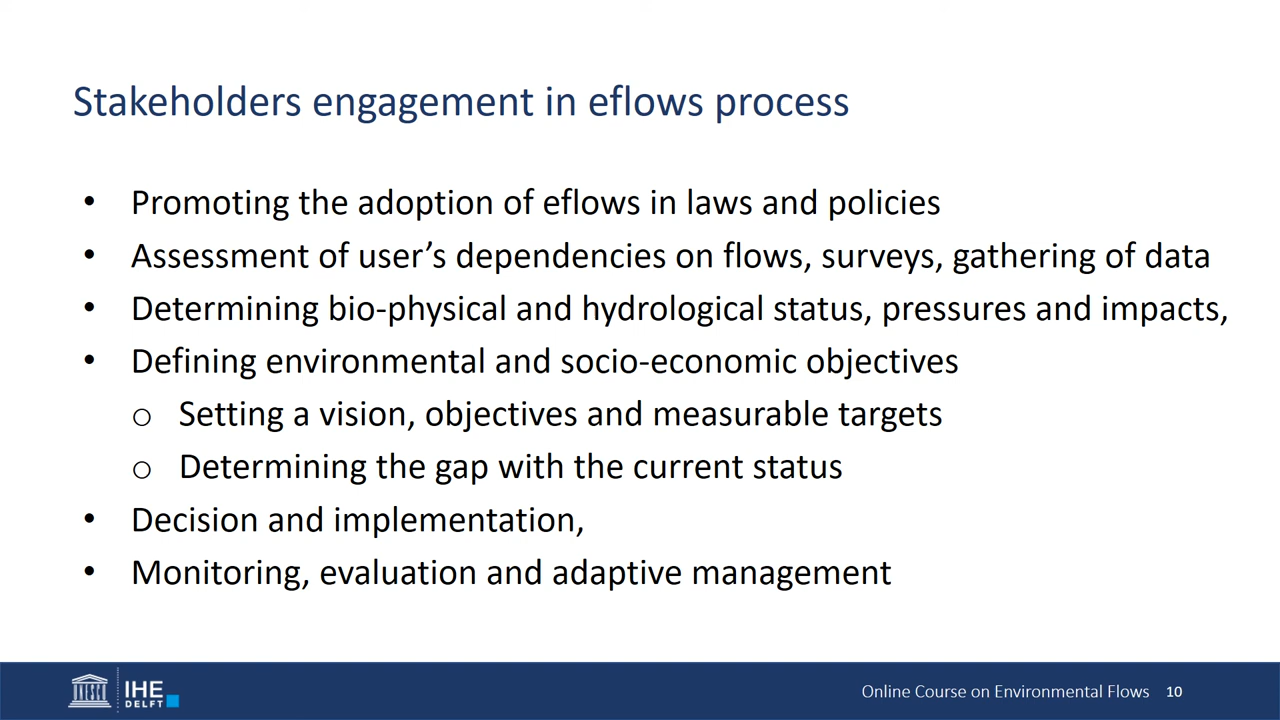 Stakeholders engagement in eflows process
• Promoting the adoption of eflows in laws and policies
• Assessment of user’s dependencies on flows, surveys, gathering of data
• Determining bio-physical and hydrological status, pressures and impacts,
• Defining environmental and socio-economic objectives
o Setting a vision, objectives and measurable targets
o Determining the gap with the current status
• Decision and implementation,
• Monitoring, evaluation and adaptive management
UNESCO
IHE
DELFT
Online Course on Environmental Flows 10